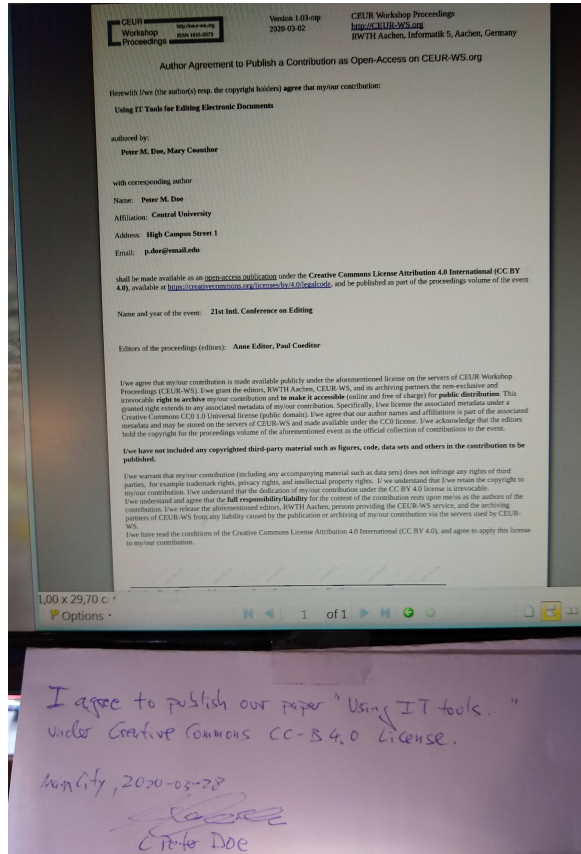 CEUR
Workshop
Proceedings
http://ceur-ws.org
ISSN 1613-0073
Version 1.03-ntp
2020-03-02
CEUR Workshop Proceedings
http://CEUR-WS.org
RWTH Aachen, Informatik 5, Aachen, Germany
Author Agreement to Publish a Contribution as Open-Access on CEUR-WS.org
Herewith I/we (the author(s) resp. the copyright holders) agree that my/our contribution:
Using IT Tools for Editing Electronic Documents
authored by:
Peter M. Doe, Mary Coauthor
with corresponding author
Name: Peter M. Doe
Affiliation: Central University
Address: High Campus Street 1
Email: p.doe@email.edu
shall be made available as an open-access publication under the Creative Commons License Attribution 4.0 International (CC BY
4.0), available at https://creativecommons.org/licenses/by/4.0/legalcode, and be published as part of the proceedings volume of the event
Name and year of the event: 21st Intl. Conference on Editing
Editors of the proceedings (editors): Anne Editor, Paul Coeditor
I/we agree that my/our contribution is made available publicly under the aforementioned license on the servers of CEUR Workshop
Proceedings (CEUR-WS). I/we grant the editors, RWTH Aachen, CEUR-WS, and its archiving partners the non-exclusive and
irrevocable right to archive my/our contribution and to make it accessible (online and free of charge) for public distribution. This
granted right extends to any associated metadata of my/our contribution. Specifically, I/we license the associated metadata under a
Creative Commons CC0 1.0 Universal license (public domain). I/we agree that our author names and affiliations is part of the associated
metadata and may be stored on the servers of CEUR-WS and made available under the CC0 license. I/we acknowledge that the editors
hold the copyright for the proceedings volume of the aforementioned event as the official collection of contributions to the event.
I/we have not included any copyrighted third-party material such as figures, code, data sets and others in the contribution to be
published.
I/we warrant that my/our contribution (including any accompanying material such as data sets) does not infringe any rights of third
parties, for example trademark rights, privacy rights, and intellectual property rights. I/we understand that I/we retain the copyright to
my/our contribution. I/we understand that the dedication of my/our contribution under the CC BY 4.0 license is irrevocable.
I/we understand and agree that the full responsibility/liability for the content of the contribution rests upon me/us as the authors of the
contribution. I/we release the aforementioned editors, RWTH Aachen, persons providing the CEUR-WS service, and the archiving
partners of CEUR-WS from any liability caused by the publication or archiving of my/our contribution via the servers used by CEUR-
WS.
I/we have read the conditions of the Creative Commons License Attribution 4.0 International (CC BY 4.0), and agree to apply this license
to my/our contribution.
1,00 x 29,70 c
Options
1 of 1
I agree to publish our paper "Using IT tools..."
under Creative Commons CC-B 4.0 License.
2020-03-28
Peter Doe